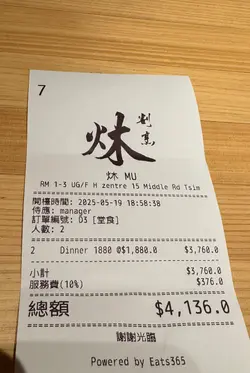 7
割烹
炑
炑 MU
RM 1-3 UG/F H zentre 15 Middle Rd Tsim
開檯時間: 2025-05-19 18:58:38
侍應: manager
訂單編號: D3 [堂食]
人數: 2
2 Dinner 1880 @$1,880.0 $3,760.0
小計 $3,760.0
服務費(10%) $376.0
總額 $4,136.0
謝謝光臨
Powered by Eats365